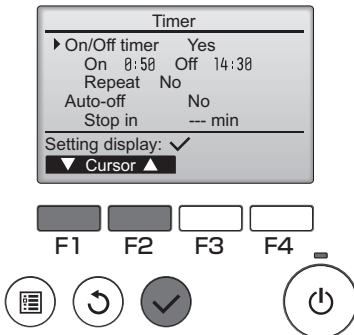 Timer
On/Off timer Yes
On 0:50 Off 14:30
Repeat No
Auto-off No
Stop in --- min
Setting display: ✓
▼ Cursor ▲
F1 F2 F3 F4